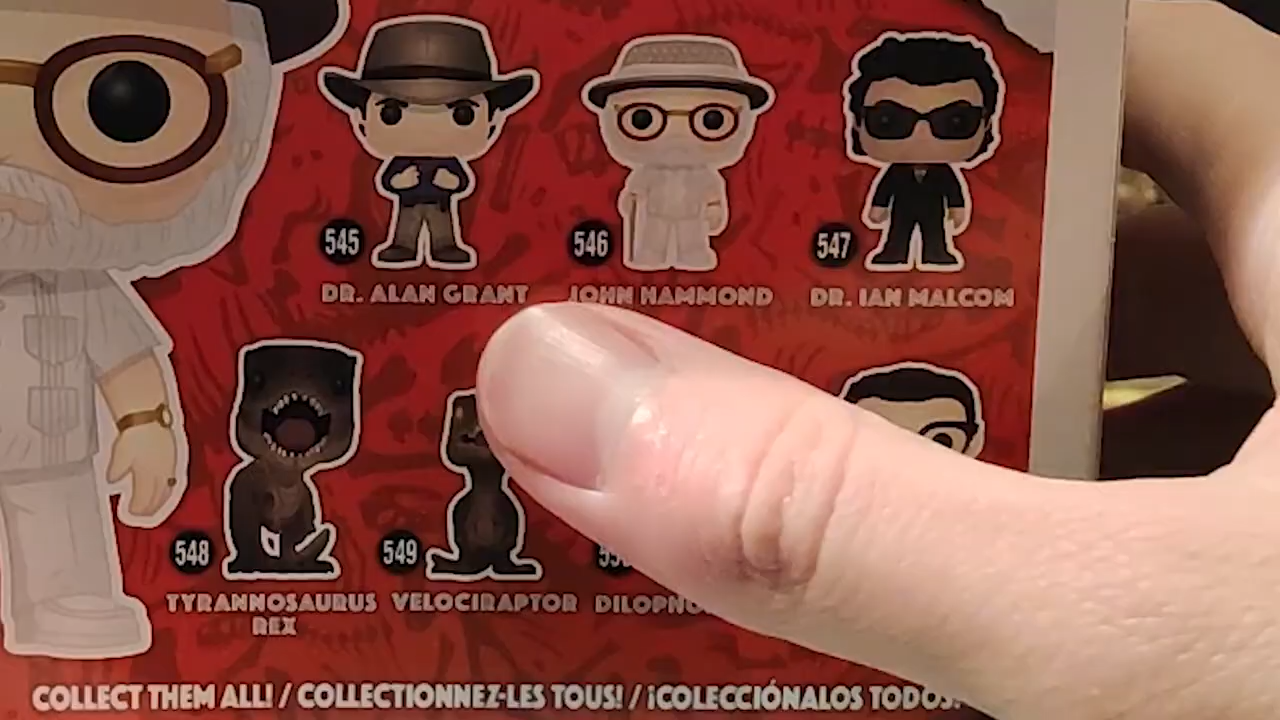 545
546
547
DR. ALAN GRANT
JOHN HAMMOND
DR. IAN MALCOM
548
549
TYRANNOSAURUS REX
VELOCIRAPTOR
COLLECT THEM ALL! / COLLECTIONNEZ-LES TOUS! / ¡COLECCIÓNALOS TODOS!